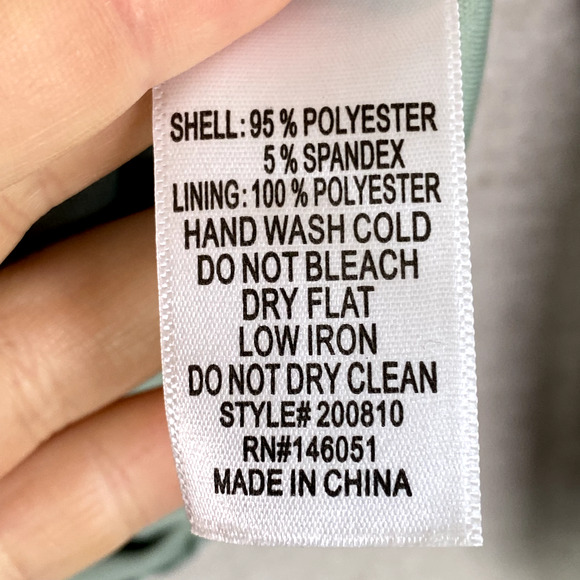 SHELL: 95 % POLYESTER
5 % SPANDEX
LINING: 100 % POLYESTER
HAND WASH COLD
DO NOT BLEACH
DRY FLAT
LOW IRON
DO NOT DRY CLEAN
STYLE# 200810
RN#146051
MADE IN CHINA